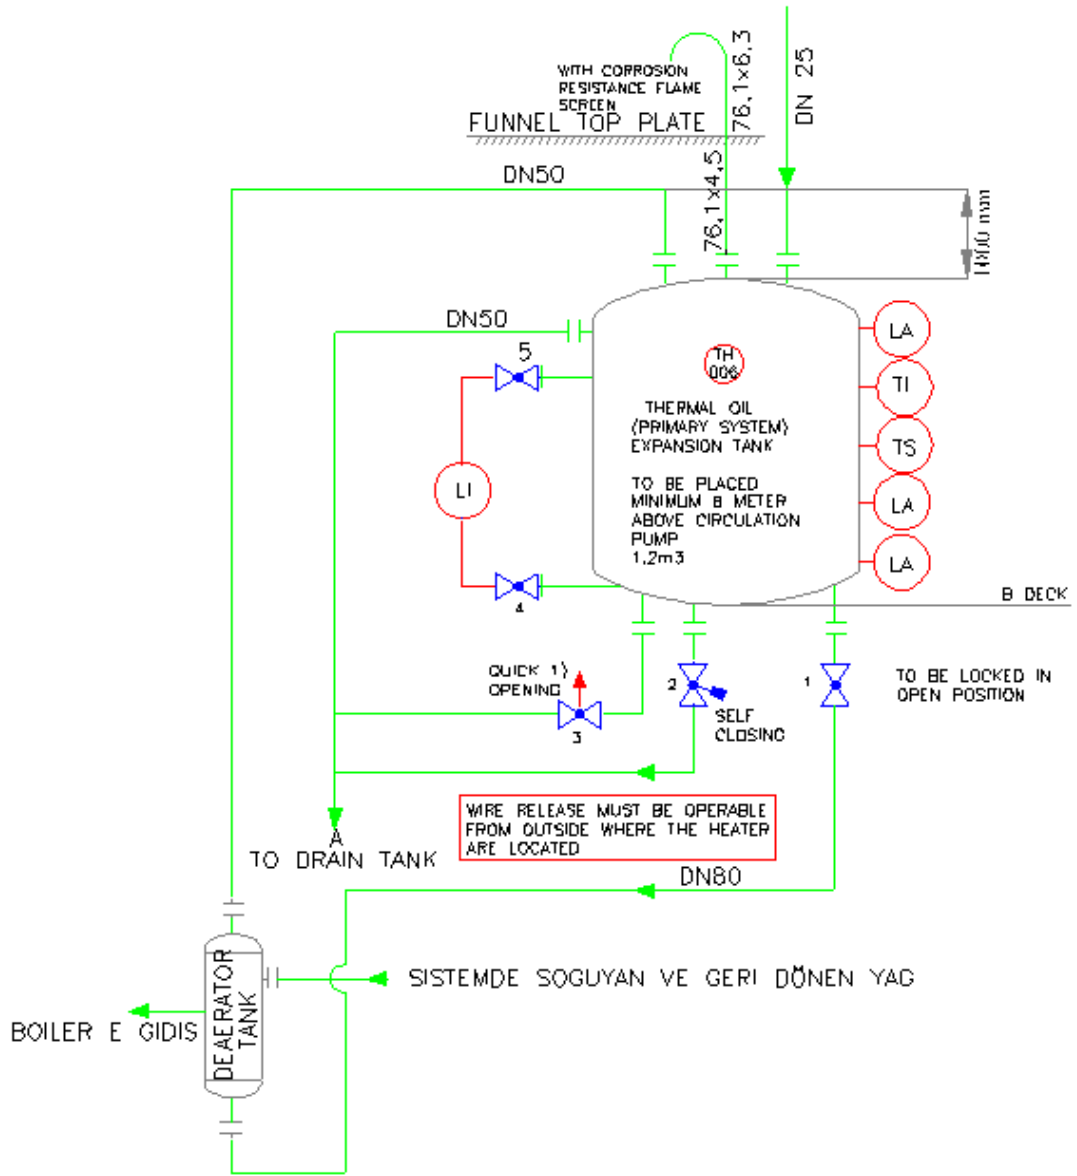 WITH CORROSION
RESISTANCE FLAME
SCREEN
76,1x6,3
DN 25
FUNNEL TOP PLATE
DN50
76,1x4,5
mm
DN50
5
LA
TH
006
TI
THERMAL OIL
(PRIMARY SYSTEM)
EXPANSION TANK
TS
LI
TO BE PLACED
MINIMUM 8 METER
ABOVE CIRCULATION
PUMP
1,2m3
LA
LA
B DECK
4
QUICK 1)
OPENING
2
1
TO BE LOCKED IN
OPEN POSITION
3
SELF
CLOSING
WIRE RELEASE MUST BE OPERABLE
FROM OUTSIDE WHERE THE HEATER
ARE LOCATED
A
TO DRAIN TANK
DN80
DEAERATOR
TANK
SISTEMDE SOGUYAN VE GERI DÖNEN YAG
BOILER E GIDIS